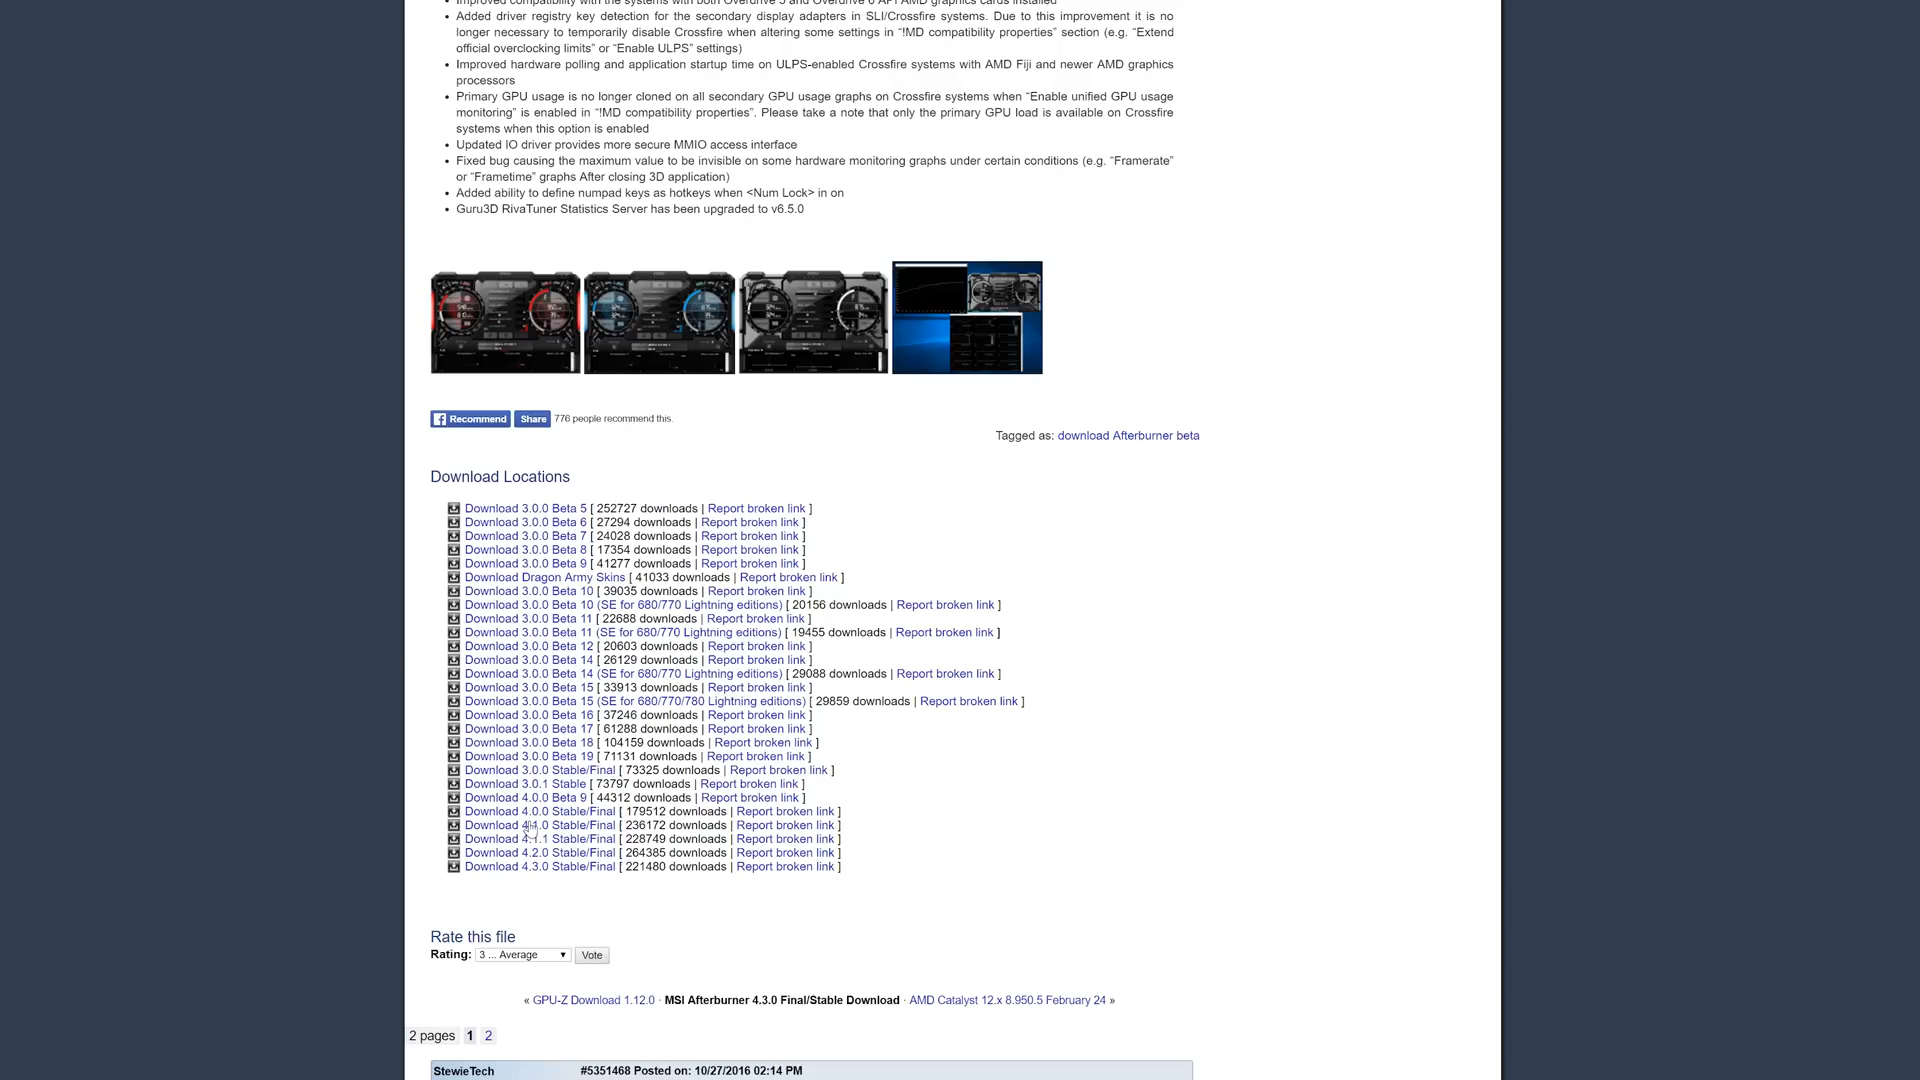 Improved compatibility with the systems with both Overdrive 5 and Overdrive 6 API AMD graphics cards installed
Added driver registry key detection for the secondary display adapters in SLI/Crossfire systems. Due to this improvement it is no
longer necessary to temporarily disable Crossfire when altering some settings in “!MD compatibility properties” section (e.g. “Extend
official overclocking limits” or “Enable ULPS” settings)
Improved hardware polling and application startup time on ULPS-enabled Crossfire systems with AMD Fiji and newer AMD graphics
processors
Primary GPU usage is no longer cloned on all secondary GPU usage graphs on Crossfire systems when “Enable unified GPU usage
monitoring” is enabled in “!MD compatibility properties”. Please take a note that only the primary GPU load is available on Crossfire
systems when this option is enabled
Updated IO driver provides more secure MMIO access interface
Fixed bug causing the maximum value to be invisible on some hardware monitoring graphs under certain conditions (e.g. “Framerate”
or “Frametime” graphs After closing 3D application)
Added ability to define numpad keys as hotkeys when <Num Lock> in on
Guru3D RivaTuner Statistics Server has been upgraded to v6.5.0
Recommend Share 776 people recommend this.
Tagged as: download Afterburner beta
Download Locations
Download 3.0.0 Beta 5 [ 252727 downloads | Report broken link ]
Download 3.0.0 Beta 6 [ 27294 downloads | Report broken link ]
Download 3.0.0 Beta 7 [ 24028 downloads | Report broken link ]
Download 3.0.0 Beta 8 [ 17354 downloads | Report broken link ]
Download 3.0.0 Beta 9 [ 41277 downloads | Report broken link ]
Download Dragon Army Skins [ 41033 downloads | Report broken link ]
Download 3.0.0 Beta 10 [ 39035 downloads | Report broken link ]
Download 3.0.0 Beta 10 (SE for 680/770 Lightning editions) [ 20156 downloads | Report broken link ]
Download 3.0.0 Beta 11 [ 22688 downloads | Report broken link ]
Download 3.0.0 Beta 11 (SE for 680/770 Lightning editions) [ 19455 downloads | Report broken link ]
Download 3.0.0 Beta 12 [ 20603 downloads | Report broken link ]
Download 3.0.0 Beta 14 [ 26129 downloads | Report broken link ]
Download 3.0.0 Beta 14 (SE for 680/770 Lightning editions) [ 29088 downloads | Report broken link ]
Download 3.0.0 Beta 15 [ 33913 downloads | Report broken link ]
Download 3.0.0 Beta 15 (SE for 680/770/780 Lightning editions) [ 29859 downloads | Report broken link ]
Download 3.0.0 Beta 16 [ 37246 downloads | Report broken link ]
Download 3.0.0 Beta 17 [ 61288 downloads | Report broken link ]
Download 3.0.0 Beta 18 [ 104159 downloads | Report broken link ]
Download 3.0.0 Beta 19 [ 71131 downloads | Report broken link ]
Download 3.0.0 Stable/Final [ 73325 downloads | Report broken link ]
Download 3.0.1 Stable [ 73797 downloads | Report broken link ]
Download 4.0.0 Beta 9 [ 44312 downloads | Report broken link ]
Download 4.0.0 Stable/Final [ 179512 downloads | Report broken link ]
Download 4.1.0 Stable/Final [ 236172 downloads | Report broken link ]
Download 4.1.1 Stable/Final [ 228749 downloads | Report broken link ]
Download 4.2.0 Stable/Final [ 264385 downloads | Report broken link ]
Download 4.3.0 Stable/Final [ 221480 downloads | Report broken link ]
Rate this file
Rating: 3 ... Average Vote
« GPU-Z Download 1.12.0 · MSI Afterburner 4.3.0 Final/Stable Download · AMD Catalyst 12.x 8.950.5 February 24 »
2 pages 1 2
StewieTech #5351468 Posted on: 10/27/2016 02:14 PM